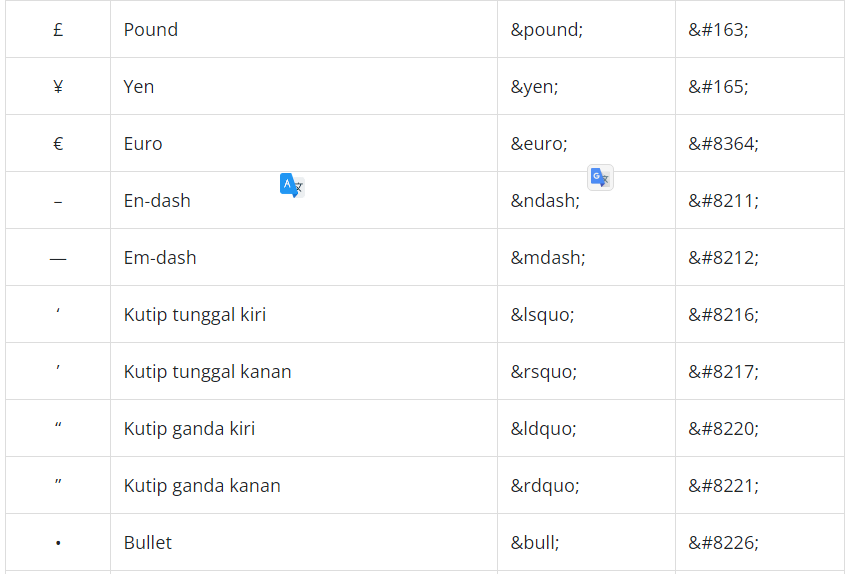 £ Pound &pound; &#163;
¥ Yen &yen; &#165;
€ Euro &euro; &#8364;
– En-dash &ndash; &#8211;
— Em-dash &mdash; &#8212;
‘ Kutip tunggal kiri &lsquo; &#8216;
’ Kutip tunggal kanan &rsquo; &#8217;
“ Kutip ganda kiri &ldquo; &#8220;
” Kutip ganda kanan &rdquo; &#8221;
• Bullet &bull; &#8226;